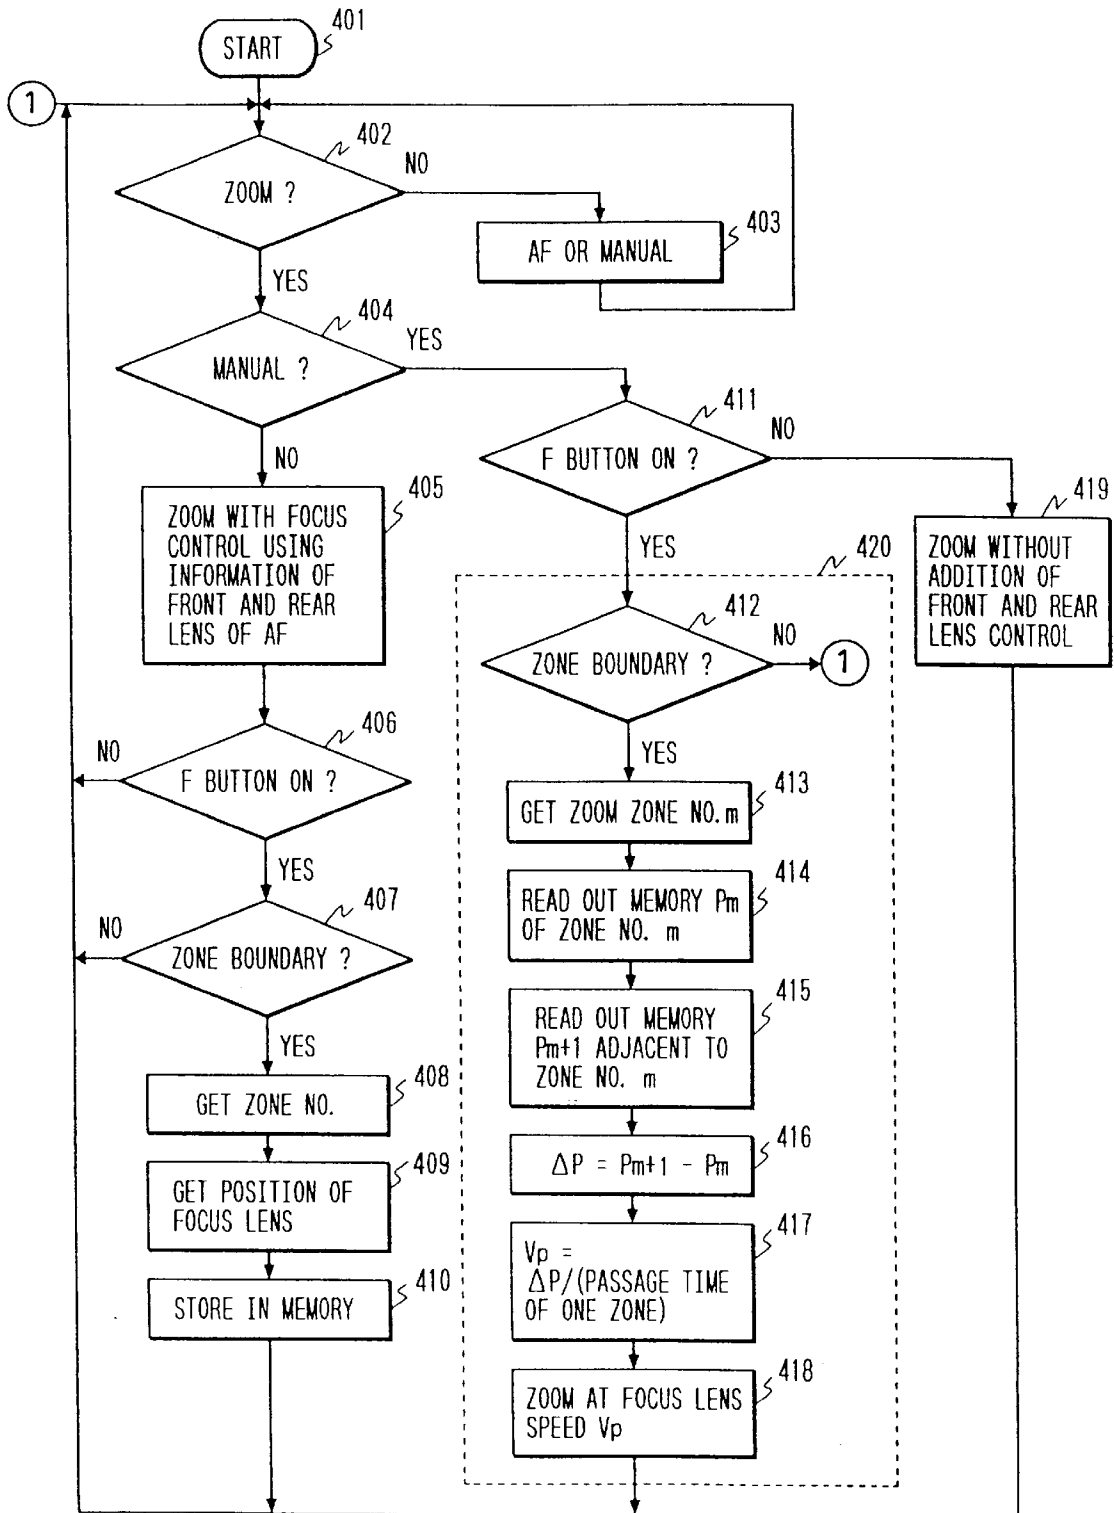 401
START
1
402
NO
ZOOM ?
403
AF OR MANUAL
YES
404
YES
MANUAL ?
411
NO
F BUTTON ON ?
NO
405
ZOOM WITH FOCUS
CONTROL USING
INFORMATION OF
FRONT AND REAR
LENS OF AF
419
ZOOM WITHOUT
ADDITION OF
FRONT AND REAR
LENS CONTROL
YES
420
412
NO
ZONE BOUNDARY ?
1
406
NO
F BUTTON ON ?
YES
413
GET ZOOM ZONE NO. m
YES
414
READ OUT MEMORY Pm
OF ZONE NO. m
407
NO
ZONE BOUNDARY ?
415
READ OUT MEMORY
Pm+1 ADJACENT TO
ZONE NO. m
YES
408
GET ZONE NO.
416
ΔP = Pm+1 - Pm
409
GET POSITION OF
FOCUS LENS
417
Vp =
ΔP/(PASSAGE TIME
OF ONE ZONE)
410
STORE IN MEMORY
418
ZOOM AT FOCUS LENS
SPEED Vp